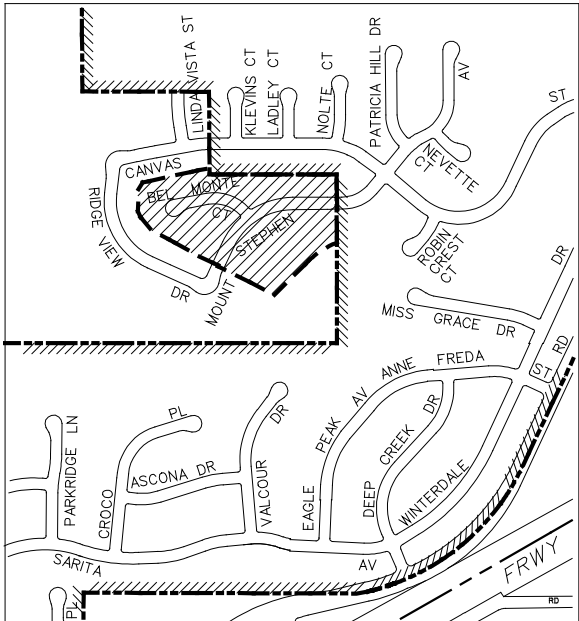 LINDA VISTA ST
KLEVINS CT
LADLEY CT
NOLTE CT
PATRICIA HILL DR
AV
ST
NEVETTE
CT
CANVAS
BEL MONTE
CT
STEPHEN
MOUNT
RIDGE VIEW
DR
ROBIN
CREST
CT
DR
MISS GRACE DR
RD
ST
ANNE FREDA
EAGLE PEAK AV
DEEP CREEK DR
WINTERDALE
PARKRIDGE LN
CROCO PL
ASCONA DR
VALCOUR DR
SARITA
AV
FRWY
RD
PL